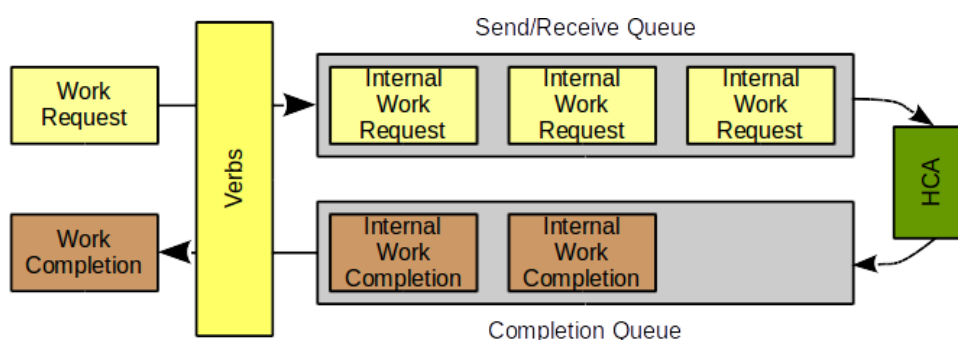 Send/Receive Queue
Work
Request
Verbs
Internal
Work
Request
Internal
Work
Request
Internal
Work
Request
HCA
Work
Completion
Internal
Work
Completion
Internal
Work
Completion
Completion Queue